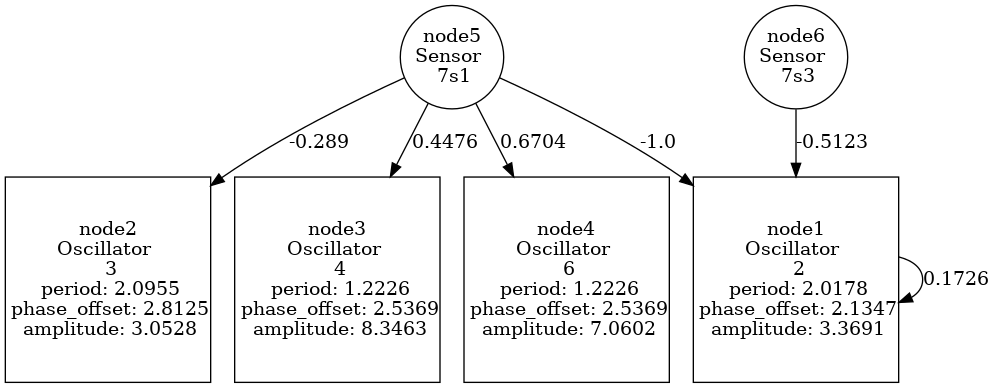 node5
Sensor
7s1
node6
Sensor
7s3
-0.289
0.4476
0.6704
-1.0
-0.5123
node2
Oscillator
3
period: 2.0955
phase_offset: 2.8125
amplitude: 3.0528
node3
Oscillator
4
period: 1.2226
phase_offset: 2.5369
amplitude: 8.3463
node4
Oscillator
6
period: 1.2226
phase_offset: 2.5369
amplitude: 7.0602
node1
Oscillator
2
period: 2.0178
phase_offset: 2.1347
amplitude: 3.3691
0.1726